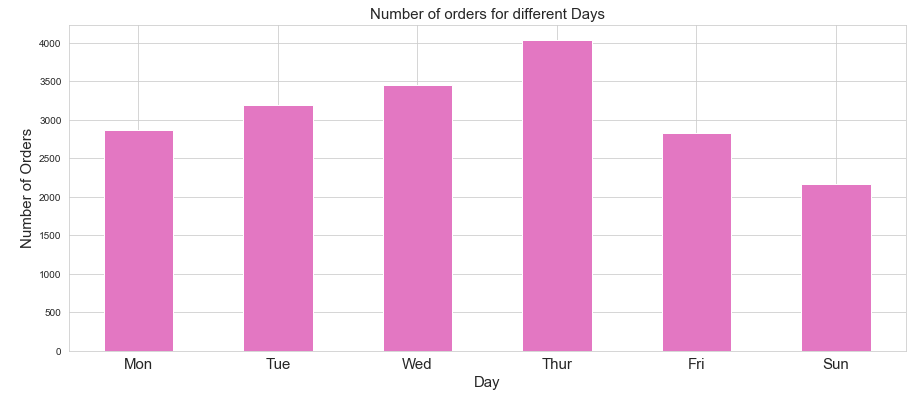 Number of orders for different Days
Number of Orders
4000
3500
3000
2500
2000
1500
1000
500
0
Mon Tue Wed Thur Fri Sun
Day